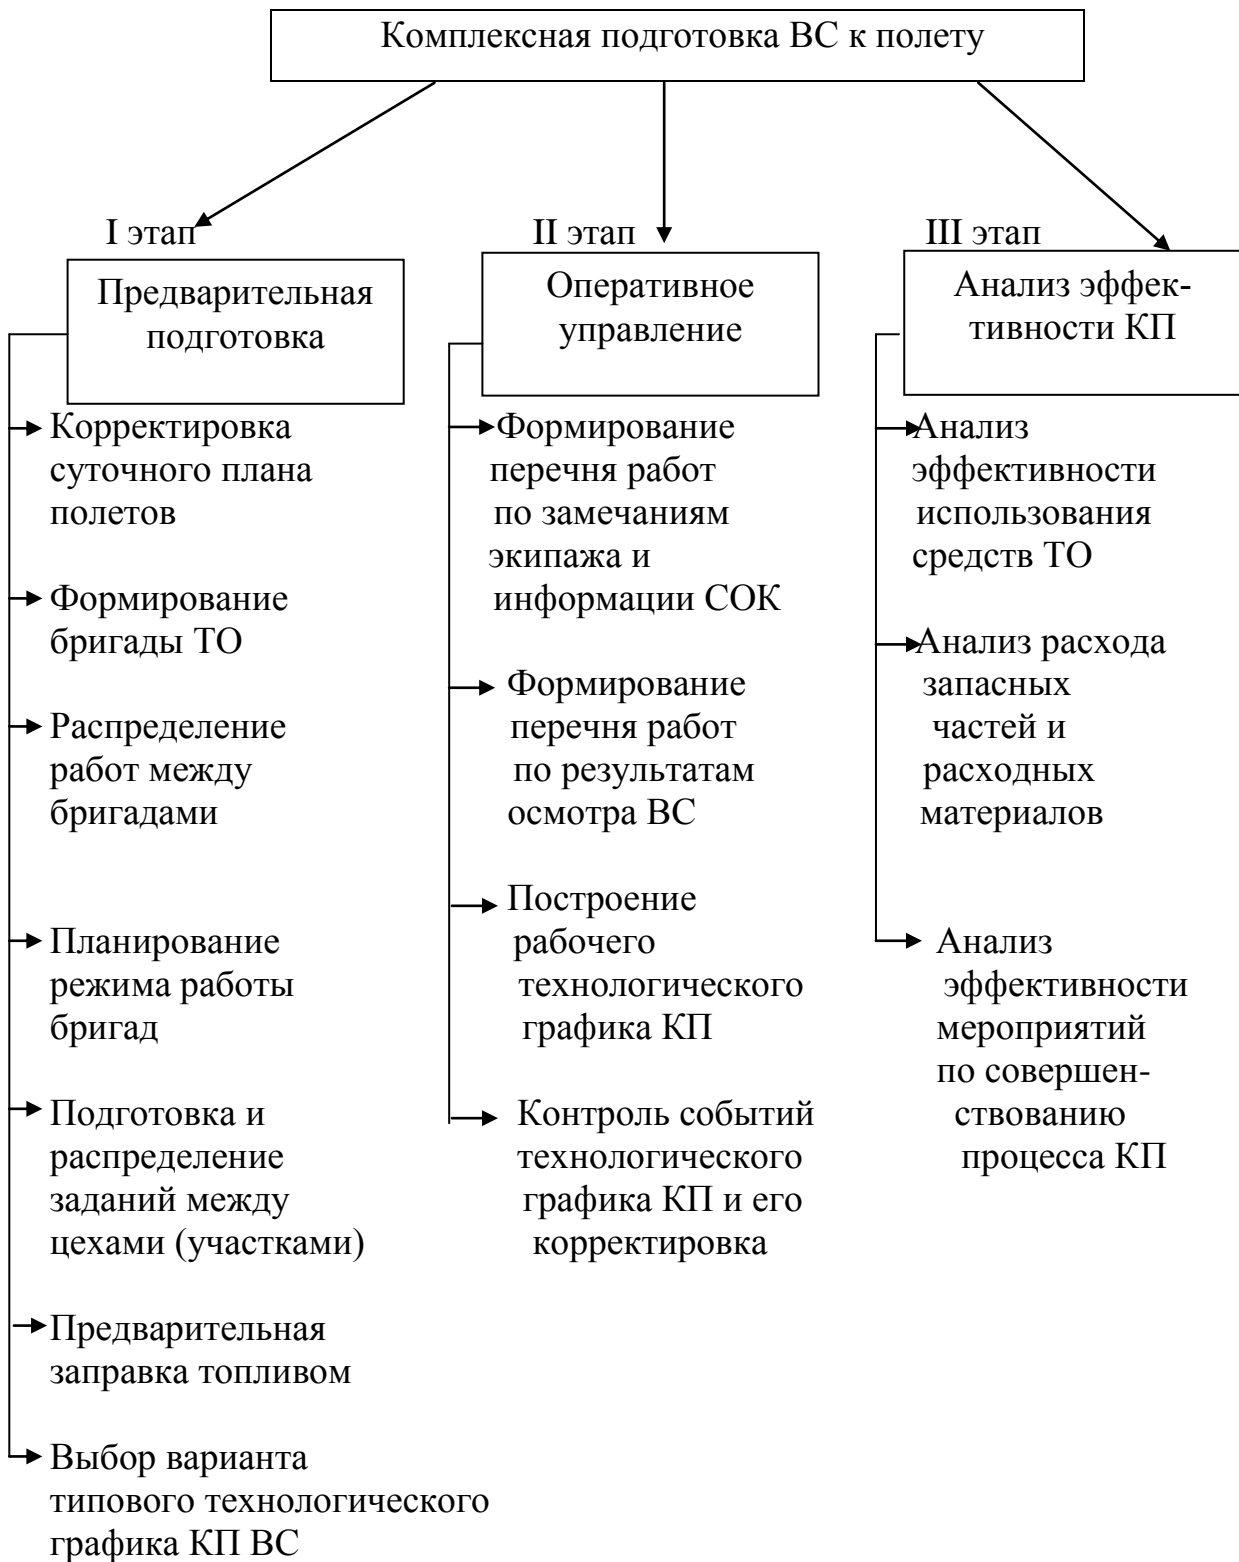 Комплексная подготовка ВС к полету
I этап
Предварительная
подготовка
Корректировка
суточного плана
полетов
Формирование
бригады ТО
Распределение
работ между
бригадами
Планирование
режима работы
бригад
Подготовка и
распределение
заданий между
цехами (участками)
Предварительная
заправка топливом
Выбор варианта
типового технологического
графика КП ВС
II этап
Оперативное
управление
Формирование
перечня работ
по замечаниям
экипажа и
информации СОК
Формирование
перечня работ
по результатам
осмотра ВС
Построение
рабочего
технологического
графика КП
Контроль событий
технологического
графика КП и его
корректировка
III этап
Анализ эффек-
тивности КП
Анализ
эффективности
использования
средств ТО
Анализ расхода
запасных
частей и
расходных
материалов
Анализ
эффективности
мероприятий
по совершен-
ствованию
процесса КП